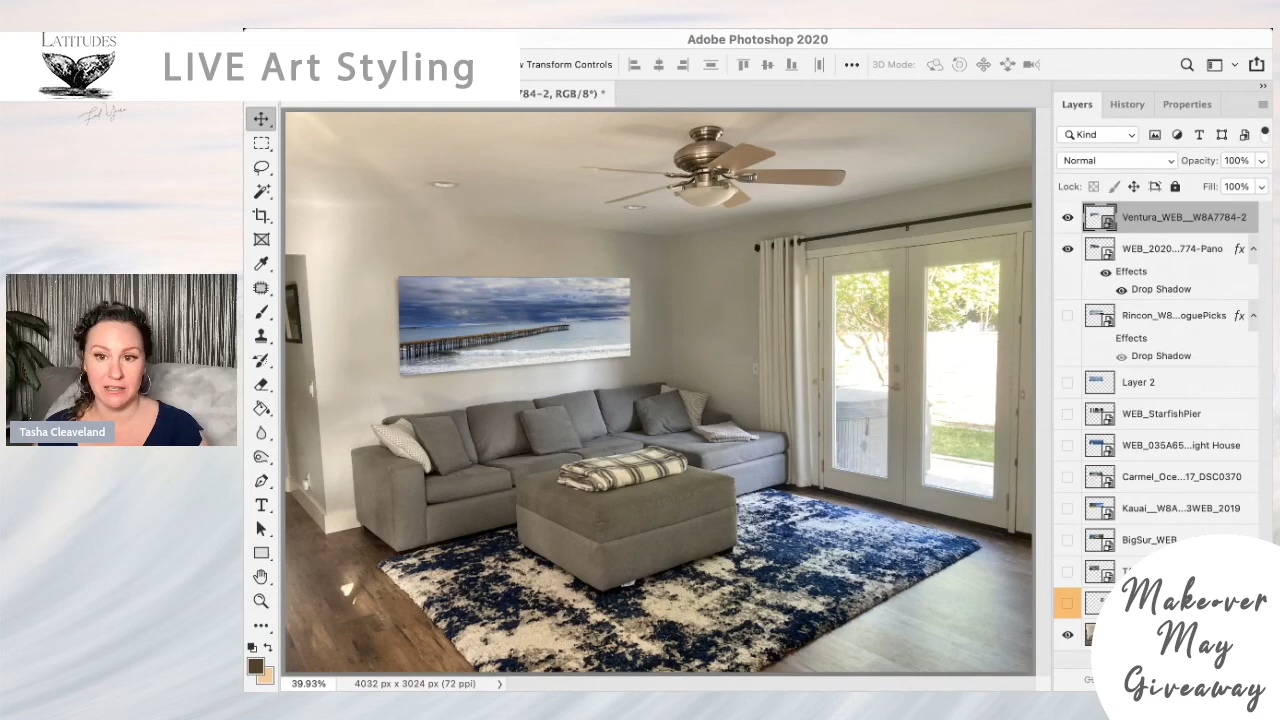 LATITUDES
LIVE Art Styling
Adobe Photoshop 2020
w Transform Controls
3D Mode:
784-2, RGB/8*) *
Layers
History
Properties
Kind
Normal
Opacity: 100%
Lock:
Fill: 100%
Ventura_WEB__W8A7784-2
WEB_2020...774-Pano
fx
Effects
Drop Shadow
Rincon_W8...oguePicks
fx
Effects
Drop Shadow
Layer 2
WEB_StarfishPier
WEB_035A65...ight House
Carmel_Oce...17_DSC0370
Kauai__W8A...3WEB_2019
BigSur_WEB
Tasha Cleaveland
39.93%
4032 px x 3024 px (72 ppi)
Makeover
May
Giveaway